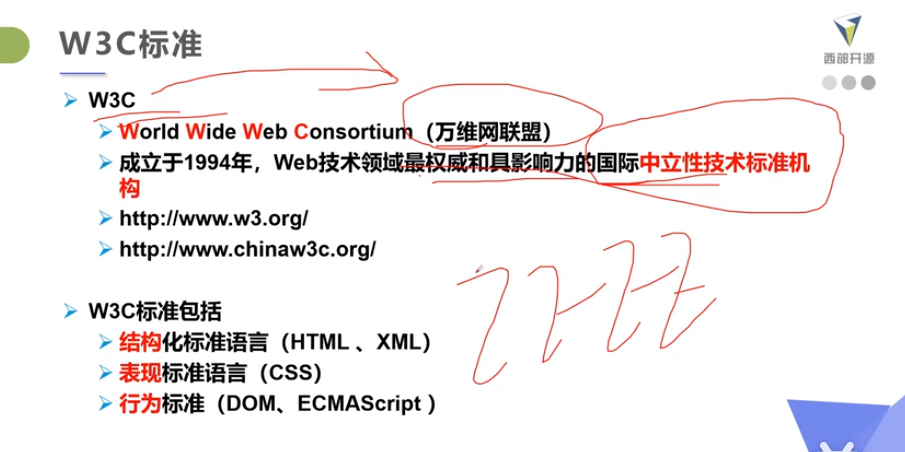 W3C标准
西部开源
W3C
World Wide Web Consortium（万维网联盟）
成立于1994年，Web技术领域最权威和具影响力的国际中立性技术标准机
构
http://www.w3.org/
http://www.chinaw3c.org/
W3C标准包括
结构化标准语言（HTML 、XML）
表现标准语言（CSS）
行为标准（DOM、ECMAScript ）